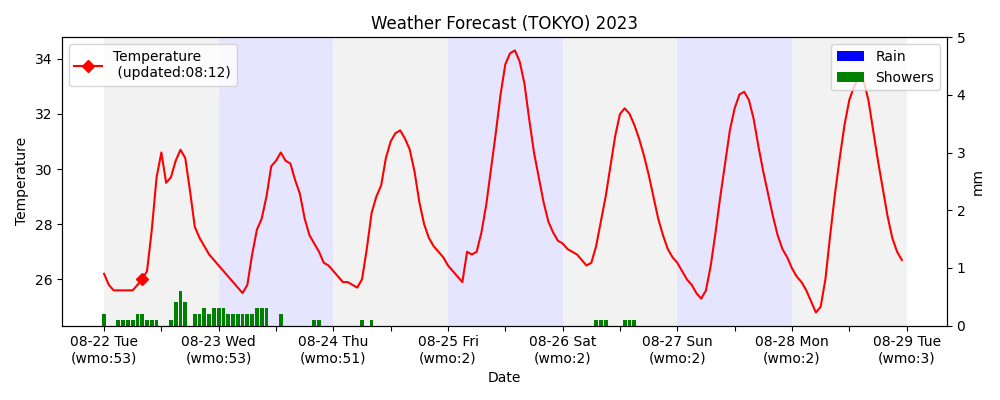 Weather Forecast (TOKYO) 2023
Temperature
(updated:08:12)
Rain
Showers
34
32
30
28
26
Temperature
5
4
3
2
1
0
mm
08-22 Tue
(wmo:53)
08-23 Wed
(wmo:53)
08-24 Thu
(wmo:51)
08-25 Fri
(wmo:2)
08-26 Sat
(wmo:2)
08-27 Sun
(wmo:2)
08-28 Mon
(wmo:2)
08-29 Tue
(wmo:3)
Date